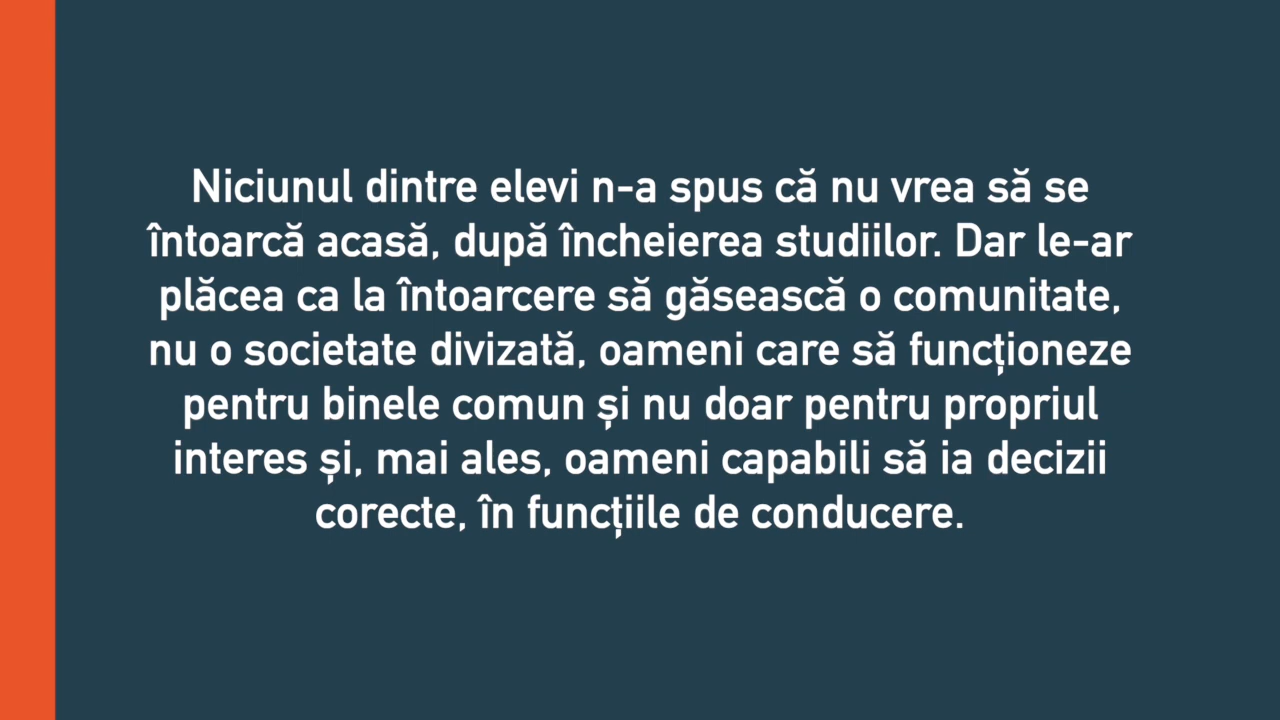 Niciunul dintre elevi n-a spus că nu vrea să se
întoarcă acasă, după încheierea studiilor. Dar le-ar
plăcea ca la întoarcere să găsească o comunitate,
nu o societate divizată, oameni care să funcționeze
pentru binele comun și nu doar pentru propriul
interes și, mai ales, oameni capabili să ia decizii
corecte, în funcțiile de conducere.